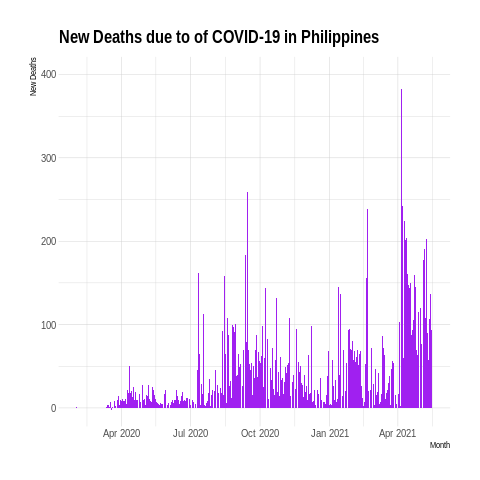 New Deaths due to of COVID-19 in Philippines
New Deaths
400
300
200
100
0
Apr 2020 Jul 2020 Oct 2020 Jan 2021 Apr 2021
Month